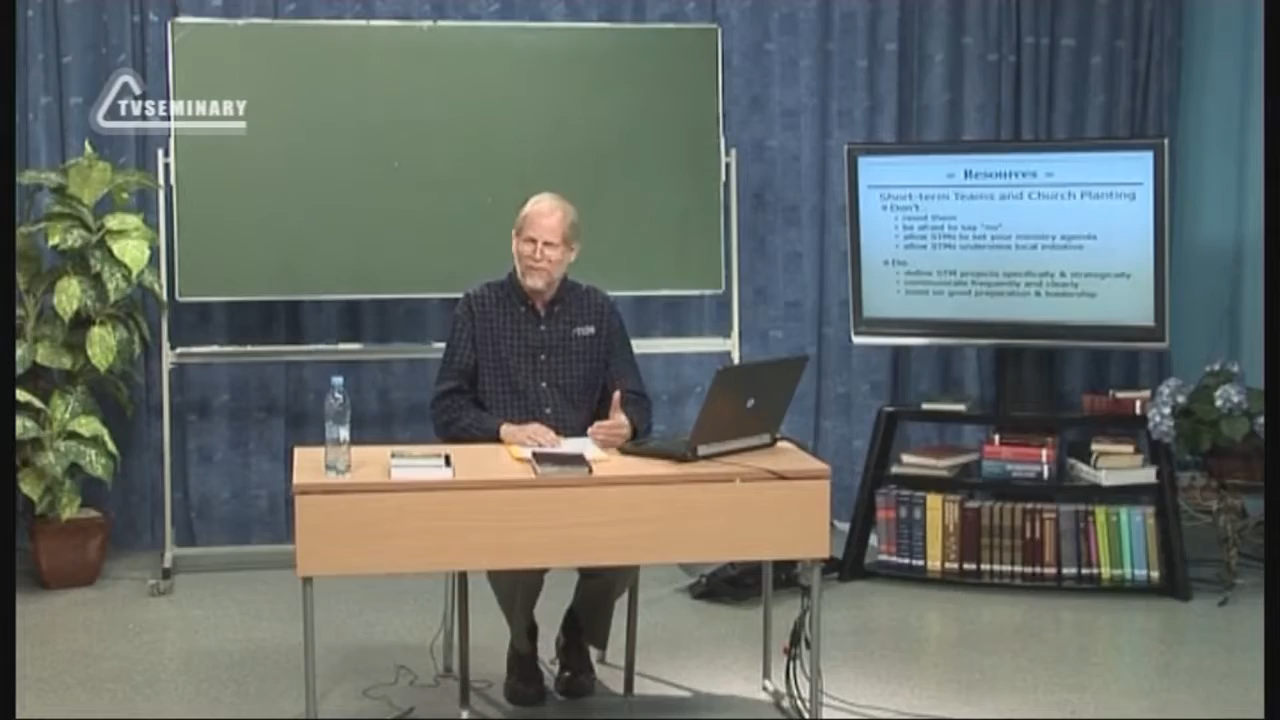 TVSEMINARY
- Resources -
Short-term Teams and Church Planting
Don't...
• resist them
• be afraid to say "no"
• allow STMs to set your ministry agenda
• allow STMs undermine local initiative
Do...
• define STM projects specifically & strategically
• communicate frequently and clearly
• insist on good preparation & leadership